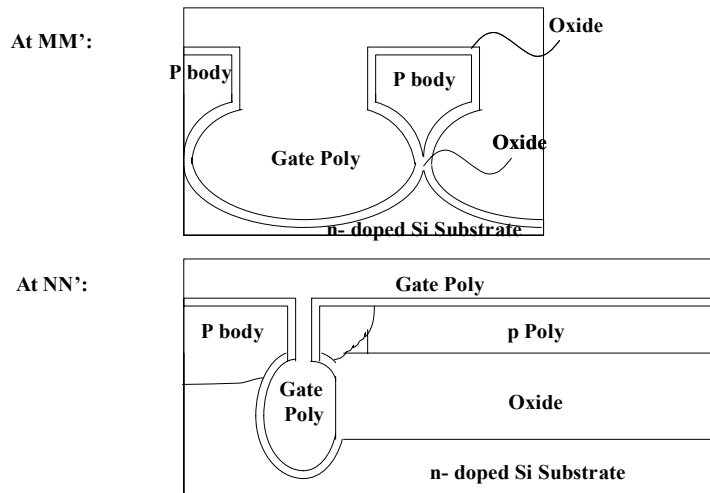 At MM’:
Oxide
P body
P body
Gate Poly
Oxide
n- doped Si Substrate
At NN’:
Gate Poly
P body
p Poly
Gate
Poly
Oxide
n- doped Si Substrate